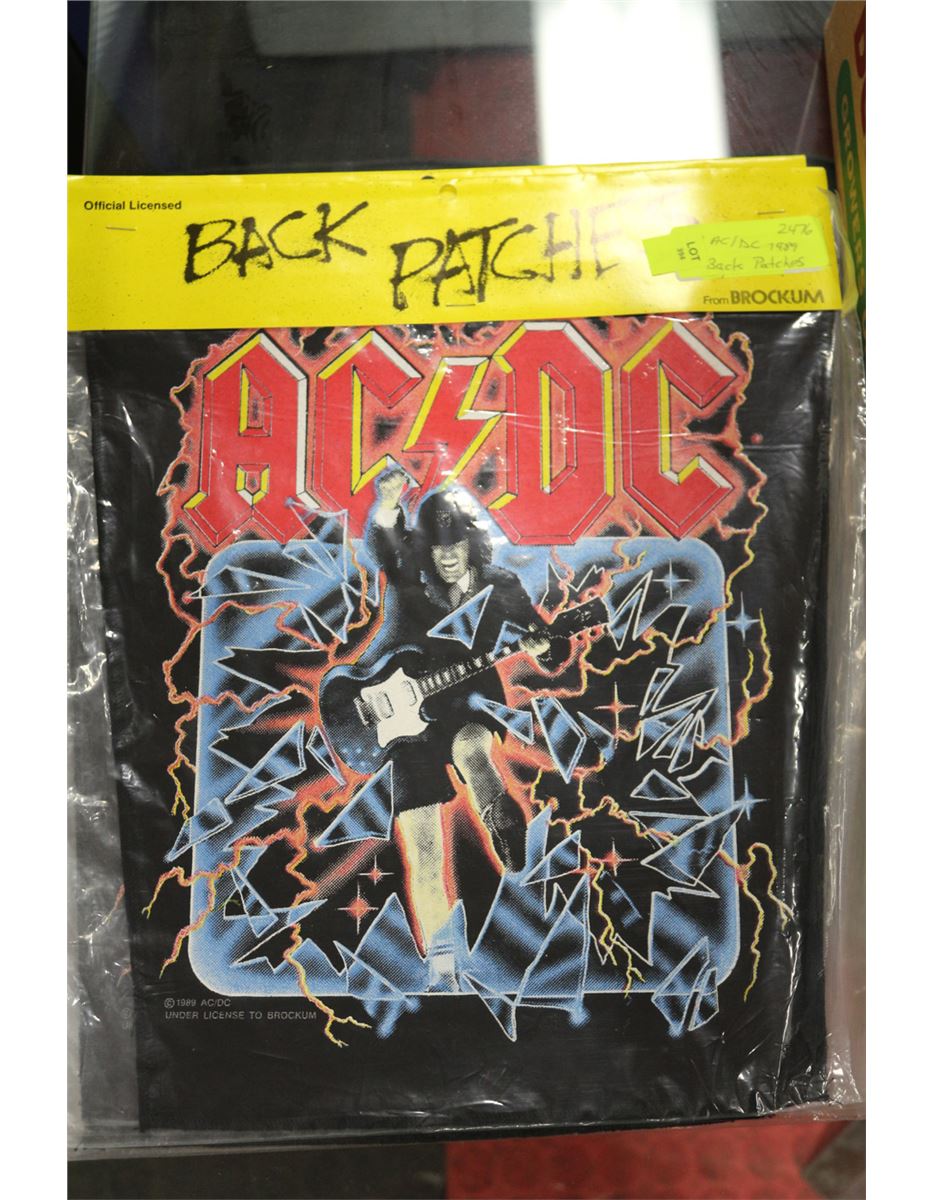 Official Licensed
BACK PATCHE
LOT
2476
AC/DC 1989
Back Patches
From BROCKUM
AC DC
© 1989 AC/DC
UNDER LICENSE TO BROCKUM
GROWERS